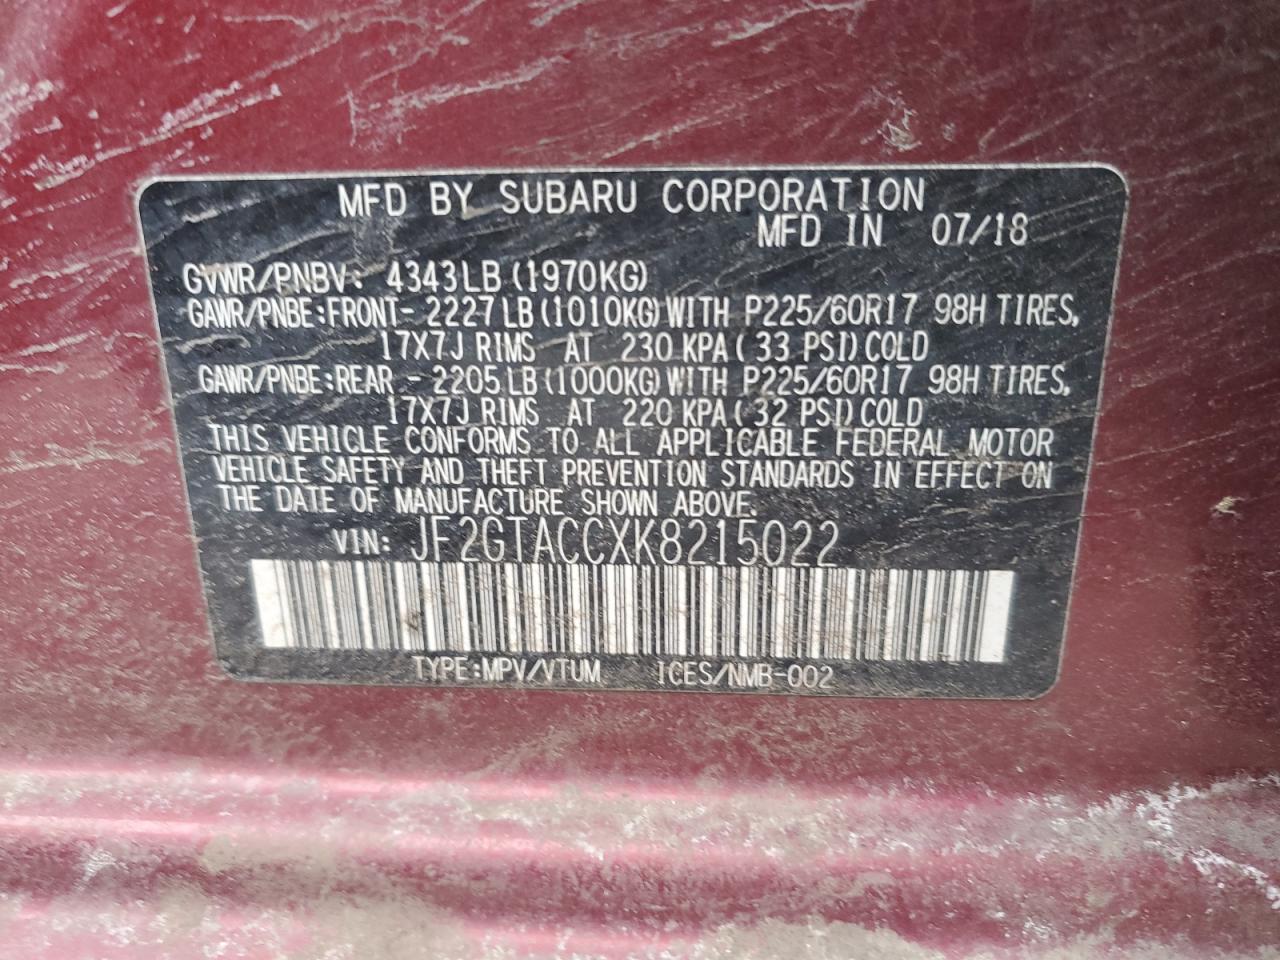 MFD BY SUBARU CORPORATION
MFD IN 07/18
GVWR/PNBV: 4343LB (1970KG)
GAWR/PNBE:FRONT- 2227LB (1010KG) WITH P225/60R17 98H TIRES,
17X7J RIMS AT 230 KPA ( 33 PSI) COLD
GAWR/PNBE:REAR - 2205LB (1000KG) WITH P225/60R17 98H TIRES,
17X7J RIMS AT 220 KPA ( 32 PSI) COLD
THIS VEHICLE CONFORMS TO ALL APPLICABLE FEDERAL MOTOR
VEHICLE SAFETY AND THEFT PREVENTION STANDARDS IN EFFECT ON
THE DATE OF MANUFACTURE SHOWN ABOVE.
VIN: JF2GTACCXK8215022
TYPE:MPV/VTUM ICES/NMB-002